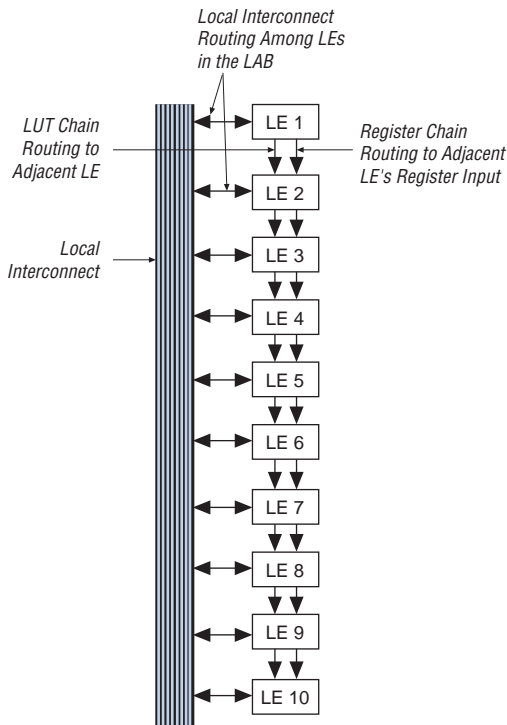 Local Interconnect
Routing Among LEs
in the LAB
LUT Chain
Routing to
Adjacent LE
Register Chain
Routing to Adjacent
LE's Register Input
Local
Interconnect
LE 1
LE 2
LE 3
LE 4
LE 5
LE 6
LE 7
LE 8
LE 9
LE 10